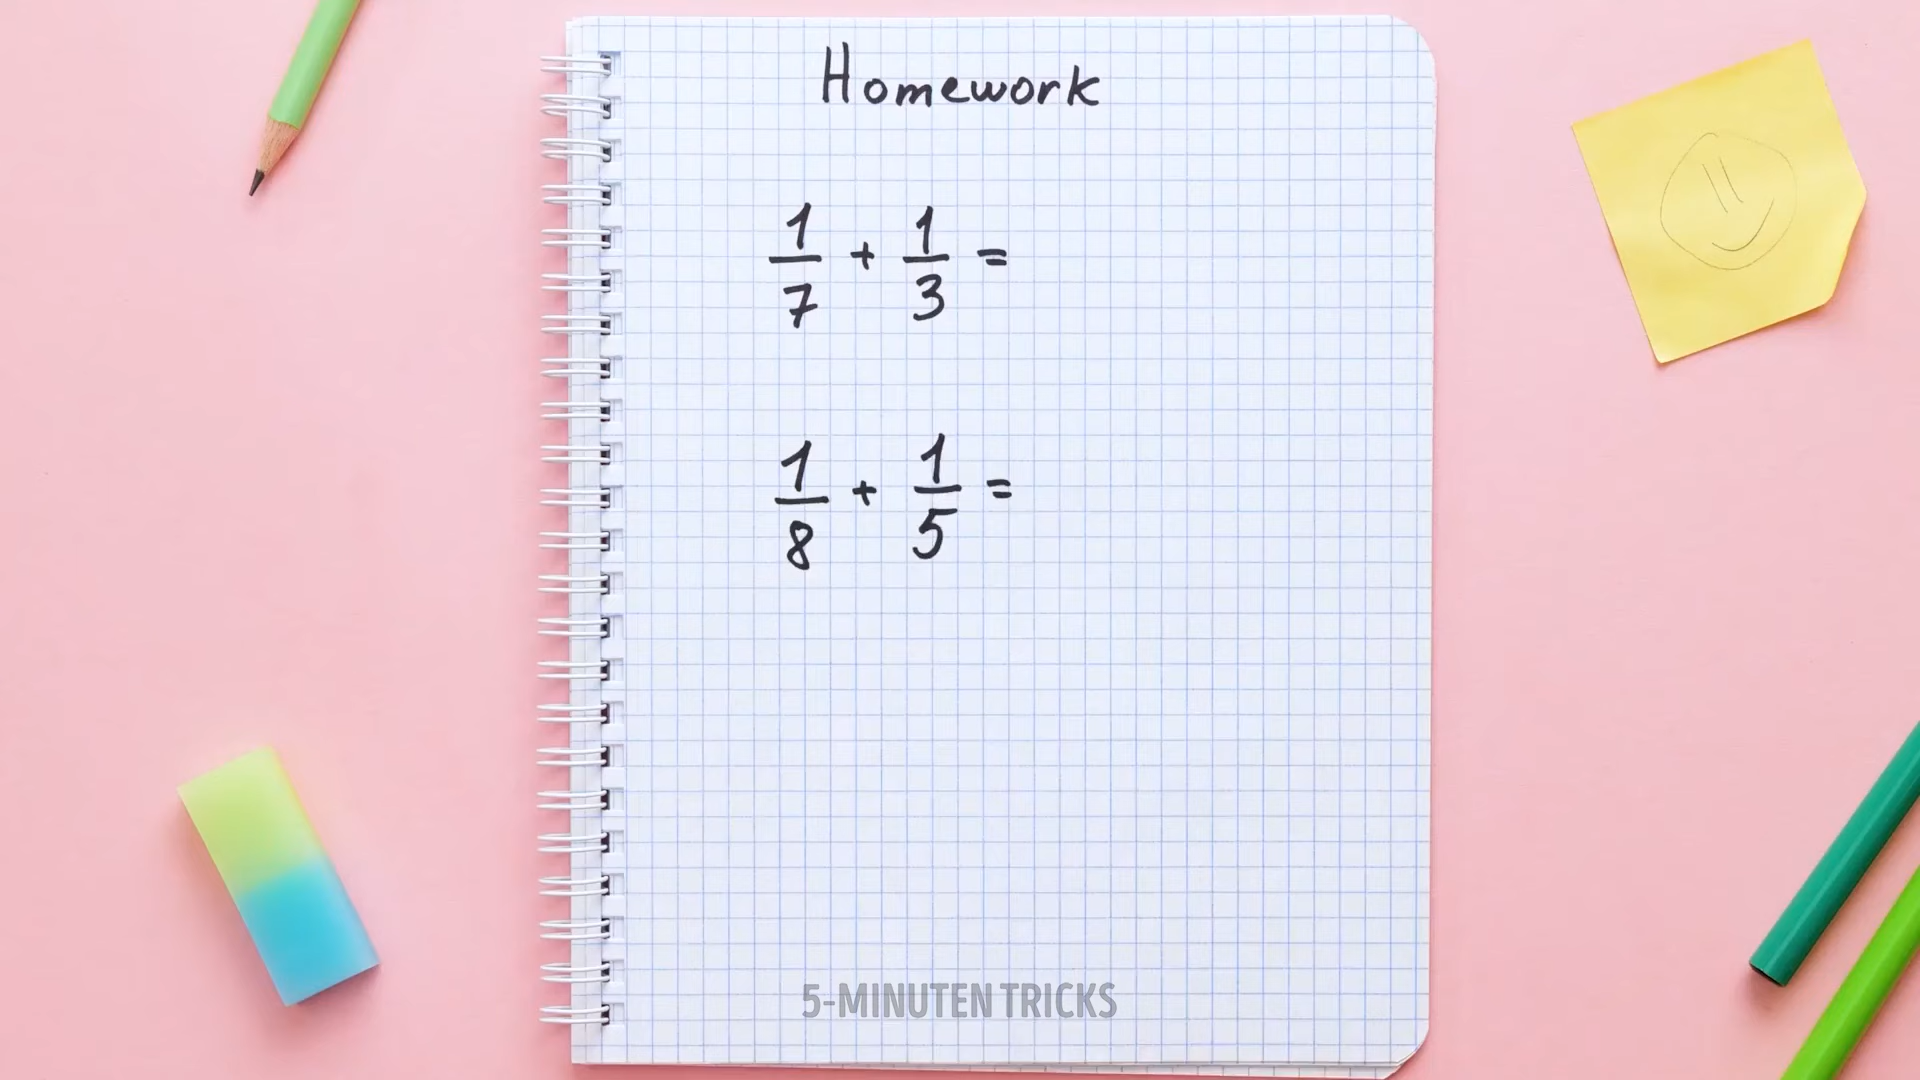 Homework
1/7 + 1/3 =
1/8 + 1/5 =
5-MINUTEN TRICKS